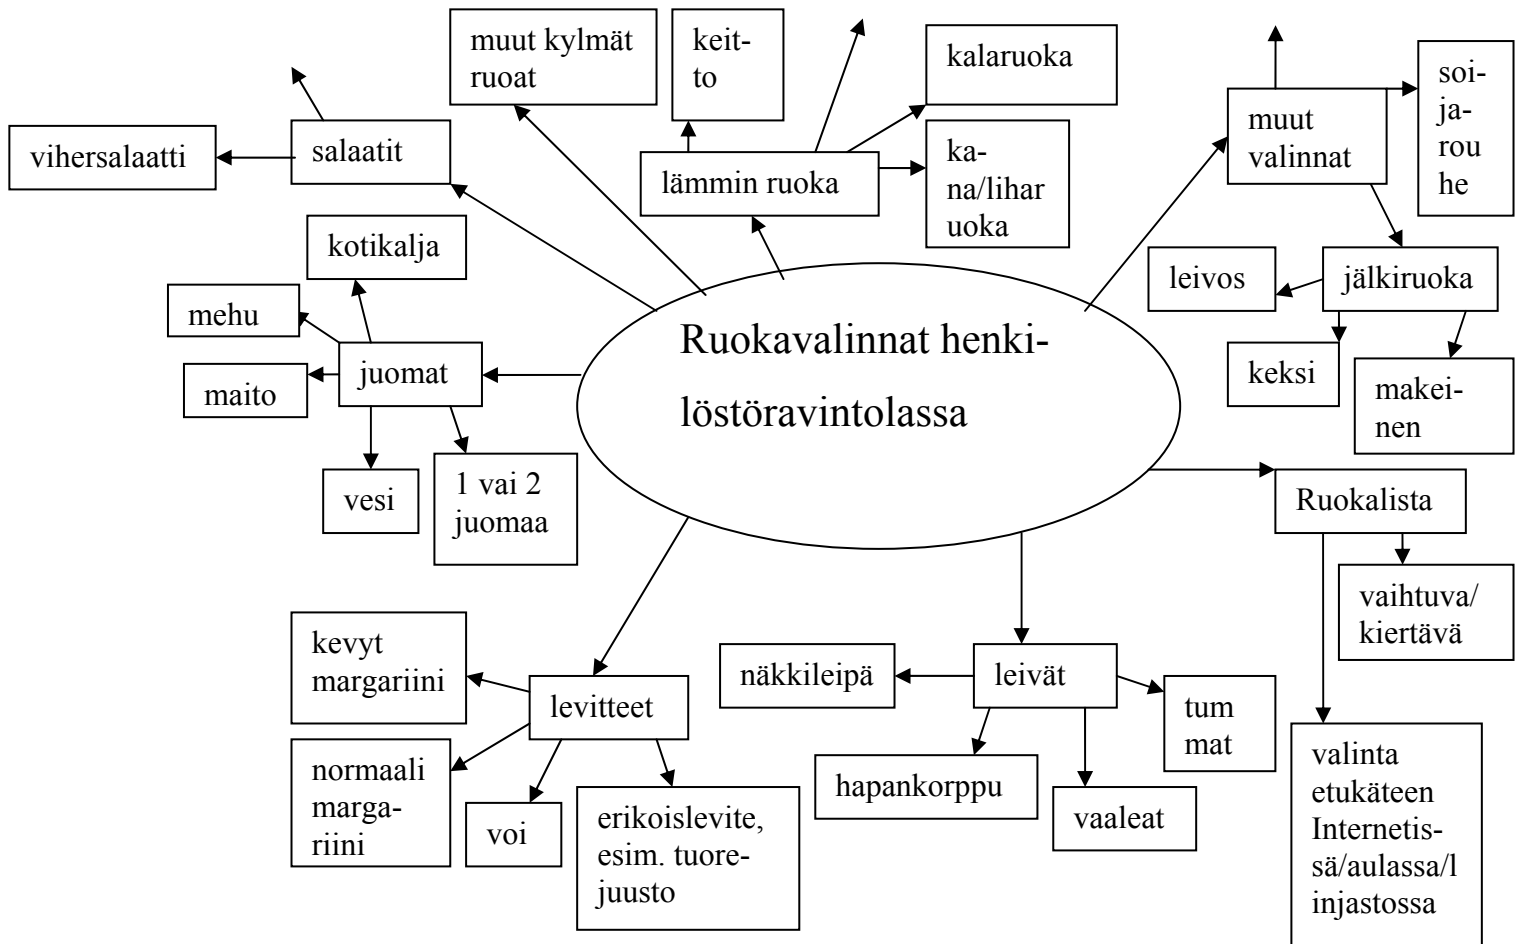 muut kylmät
ruoat
keit-
to
kalaruoka
soi-
ja-
rou
he
muut
valinnat
vihersalaatti
salaatit
lämmin ruoka
ka-
na/lihar
uoka
kotikalja
leivos
jälkiruoka
mehu
juomat
maito
Ruokavalinnat henki-
löstöravintolassa
keksi
makei-
nen
vesi
1 vai 2
juomaa
Ruokalista
vaihtuva/
kiertävä
kevyt
margariini
levitteet
näkkileipä
leivät
tum
mat
normaali
marga-
riini
voi
erikoislevite,
esim. tuore-
juusto
hapankorppu
vaaleat
valinta
etukäteen
Internetis-
sä/aulassa/l
injastossa